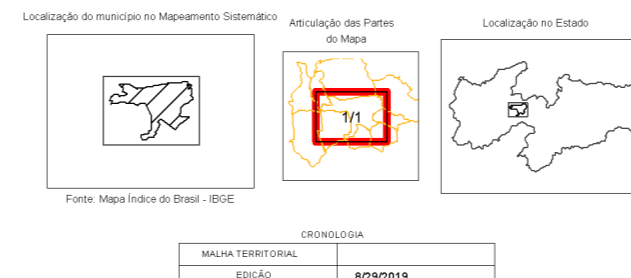 Localização do município no Mapeamento Sistemático
Articulação das Partes
do Mapa
Localização no Estado
1/1
Fonte: Mapa Índice do Brasil - IBGE
CRONOLOGIA
MALHA TERRITORIAL
EDIÇÃO 8/29/2019